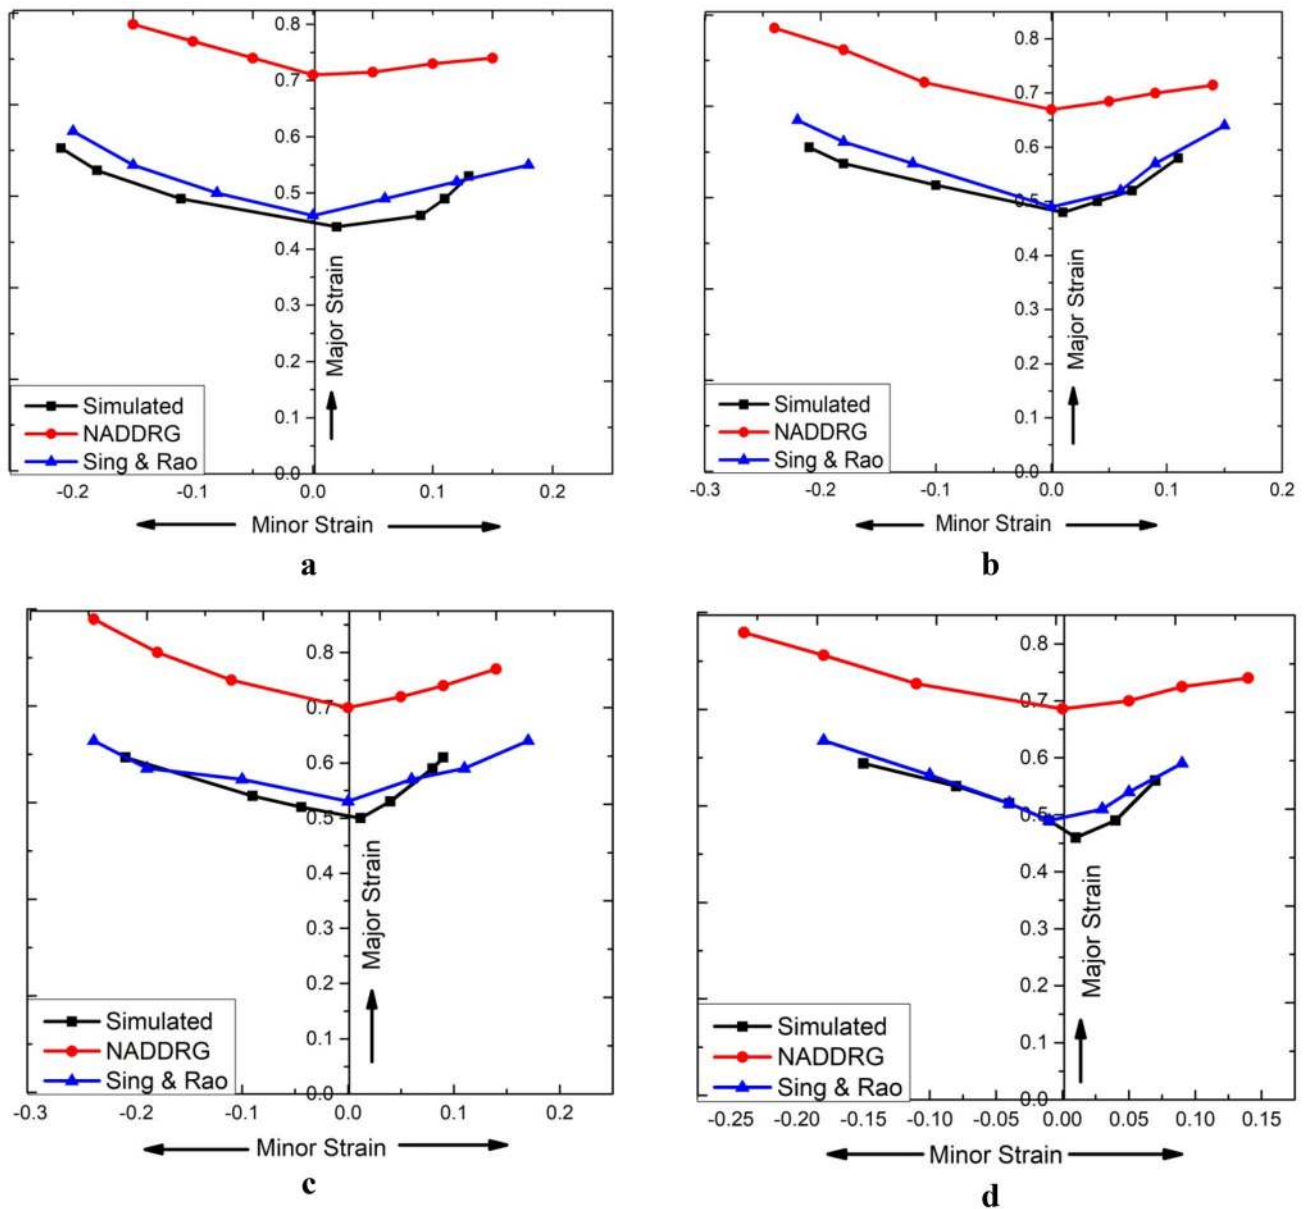 0.8
0.7
0.6
0.5
0.4
0.3
0.2
0.1
0.0
Major Strain
Simulated
NADDRG
Sing & Rao
-0.2 -0.1 0.0 0.1 0.2
Minor Strain
a
0.8
0.7
0.6
0.5
0.4
0.3
0.2
0.1
0.0
Major Strain
Simulated
NADDRG
Sing & Rao
-0.3 -0.2 -0.1 0.0 0.1 0.2
Minor Strain
b
0.8
0.7
0.6
0.5
0.4
0.3
0.2
0.1
0.0
Major Strain
Simulated
NADDRG
Sing & Rao
-0.3 -0.2 -0.1 0.0 0.1 0.2
Minor Strain
c
0.8
0.7
0.6
0.5
0.4
0.3
0.2
0.1
0.0
Major Strain
Simulated
NADDRG
Sing & Rao
-0.25 -0.20 -0.15 -0.10 -0.05 0.00 0.05 0.10 0.15
Minor Strain
d